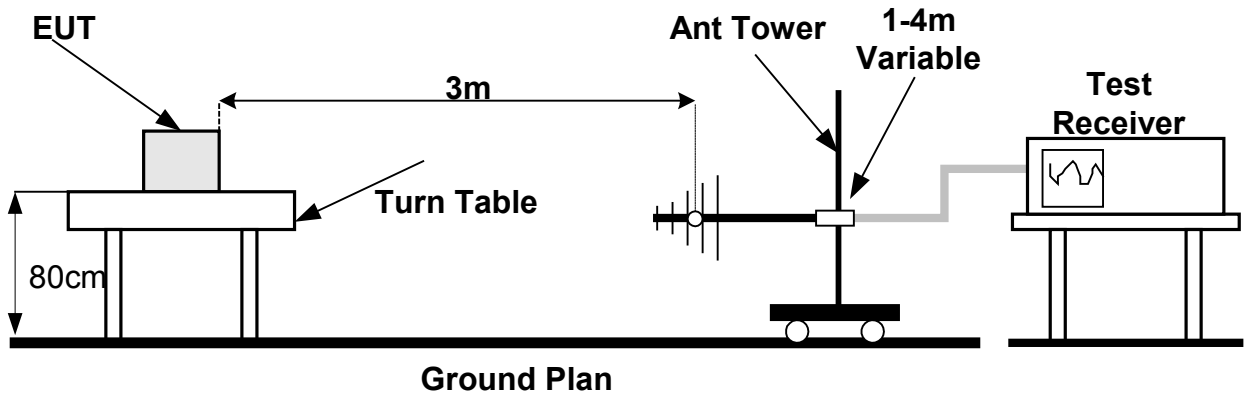 EUT
Ant Tower
1-4m
Variable
3m
Test
Receiver
Turn Table
80cm
Ground Plan